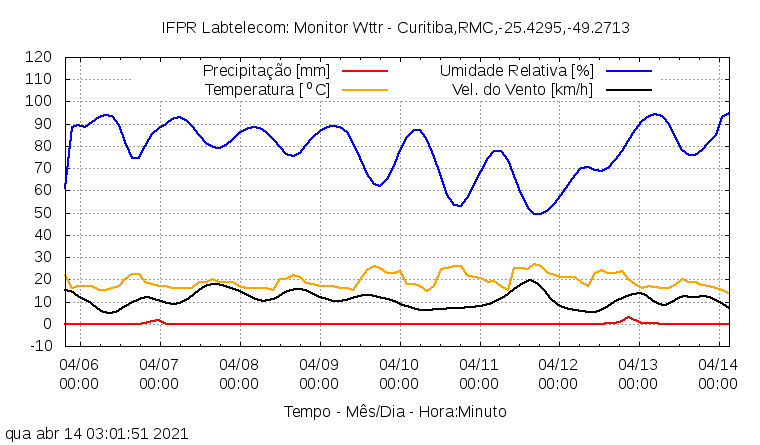 IFPR Labtelecom: Monitor Wttr - Curitiba,RMC,-25.4295,-49.2713
Precipitação [mm]
Temperatura [ ⁰C]
Umidade Relativa [%]
Vel. do Vento [km/h]
120
110
100
90
80
70
60
50
40
30
20
10
0
-10
04/06 04/07 04/08 04/09 04/10 04/11 04/12 04/13 04/14
00:00 00:00 00:00 00:00 00:00 00:00 00:00 00:00 00:00
Tempo - Mês/Dia - Hora:Minuto
qua abr 14 03:01:51 2021